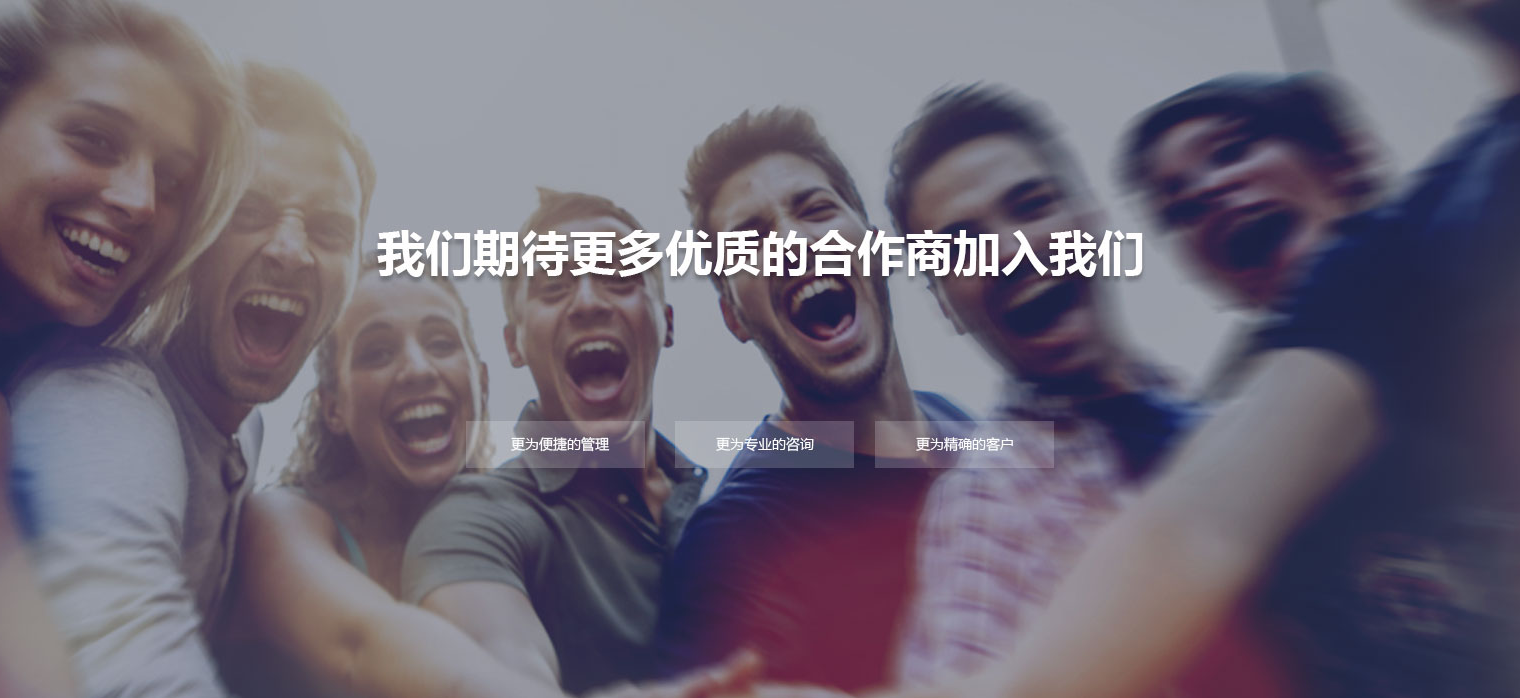 我们期待更多优质的合作商加入我们
更为便捷的管理
更为专业的咨询
更为精确的客户